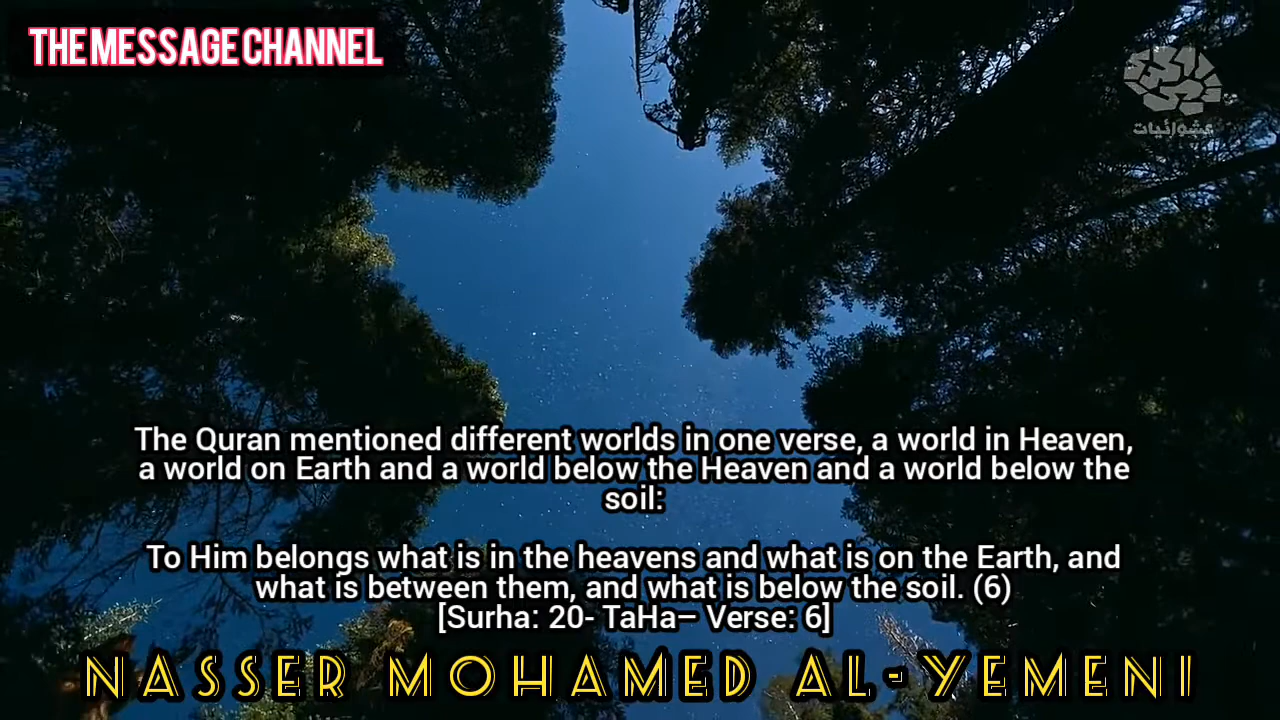 THE MESSAGE CHANNEL
عشوائيات
The Quran mentioned different worlds in one verse, a world in Heaven,
a world on Earth and a world below the Heaven and a world below the
soil:
To Him belongs what is in the heavens and what is on the Earth, and
what is between them, and what is below the soil. (6)
[Surha: 20- TaHa– Verse: 6]
NASSER MOHAMED AL-YEMENI